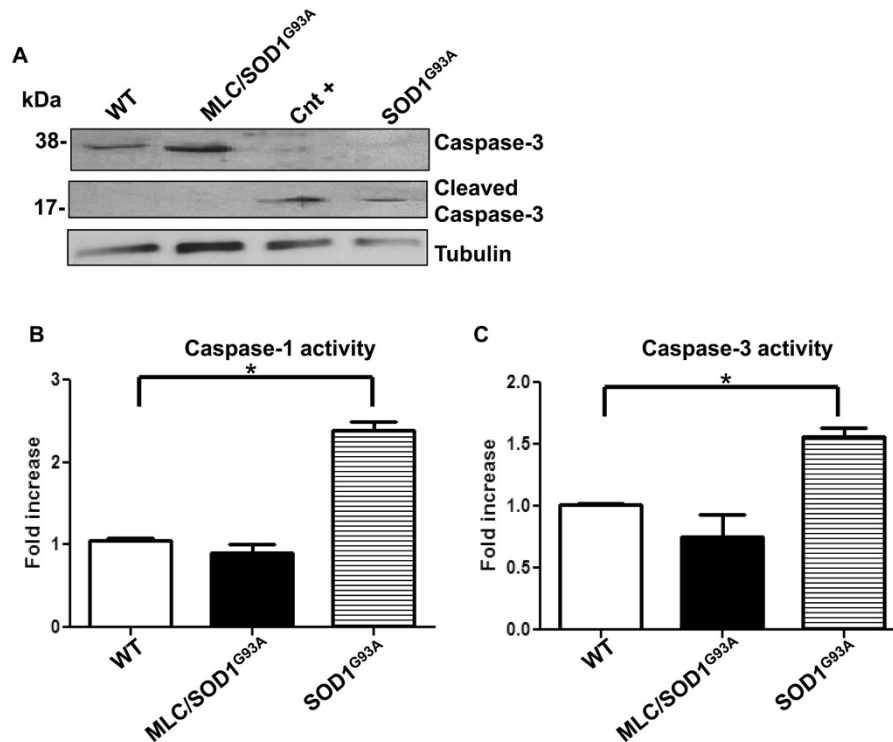 A
kDa
WT
MLC/SOD1G93A
Cnt +
SOD1G93A
38-
Caspase-3
17-
Cleaved
Caspase-3
Tubulin
B
Caspase-1 activity
*
Fold increase
3
2
1
0
WT
MLC/SOD1G93A
SOD1G93A
C
Caspase-3 activity
*
Fold increase
2.0
1.5
1.0
0.5
0.0
WT
MLC/SOD1G93A
SOD1G93A